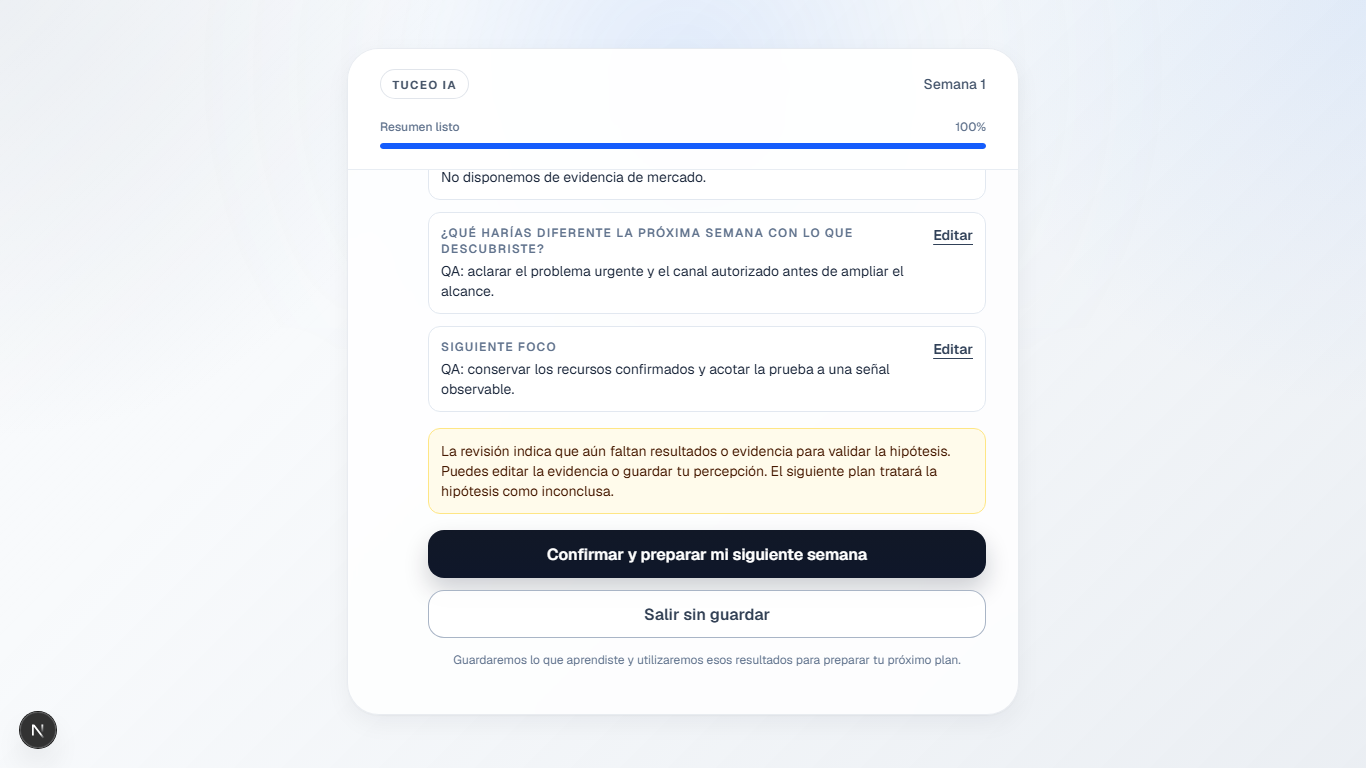 TUCEO IA
Semana 1
Resumen listo
100%
No disponemos de evidencia de mercado.
¿QUÉ HARÍAS DIFERENTE LA PRÓXIMA SEMANA CON LO QUE
DESCUBRISTE?
Editar
QA: aclarar el problema urgente y el canal autorizado antes de ampliar el
alcance.
SIGUIENTE FOCO
Editar
QA: conservar los recursos confirmados y acotar la prueba a una señal
observable.
La revisión indica que aún faltan resultados o evidencia para validar la hipótesis.
Puedes editar la evidencia o guardar tu percepción. El siguiente plan tratará la
hipótesis como inconclusa.
Confirmar y preparar mi siguiente semana
Salir sin guardar
Guardaremos lo que aprendiste y utilizaremos esos resultados para preparar tu próximo plan.
N